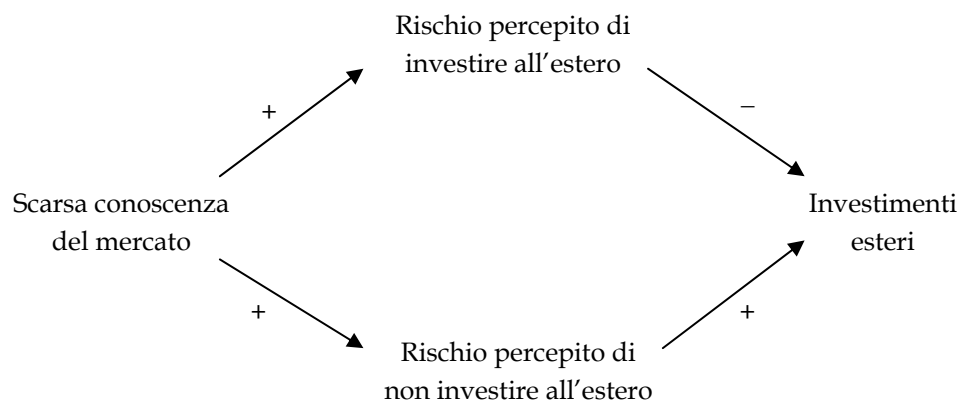 Rischio percepito di
investire all’estero
+
−
Scarsa conoscenza
del mercato
Investimenti
esteri
+
+
Rischio percepito di
non investire all’estero